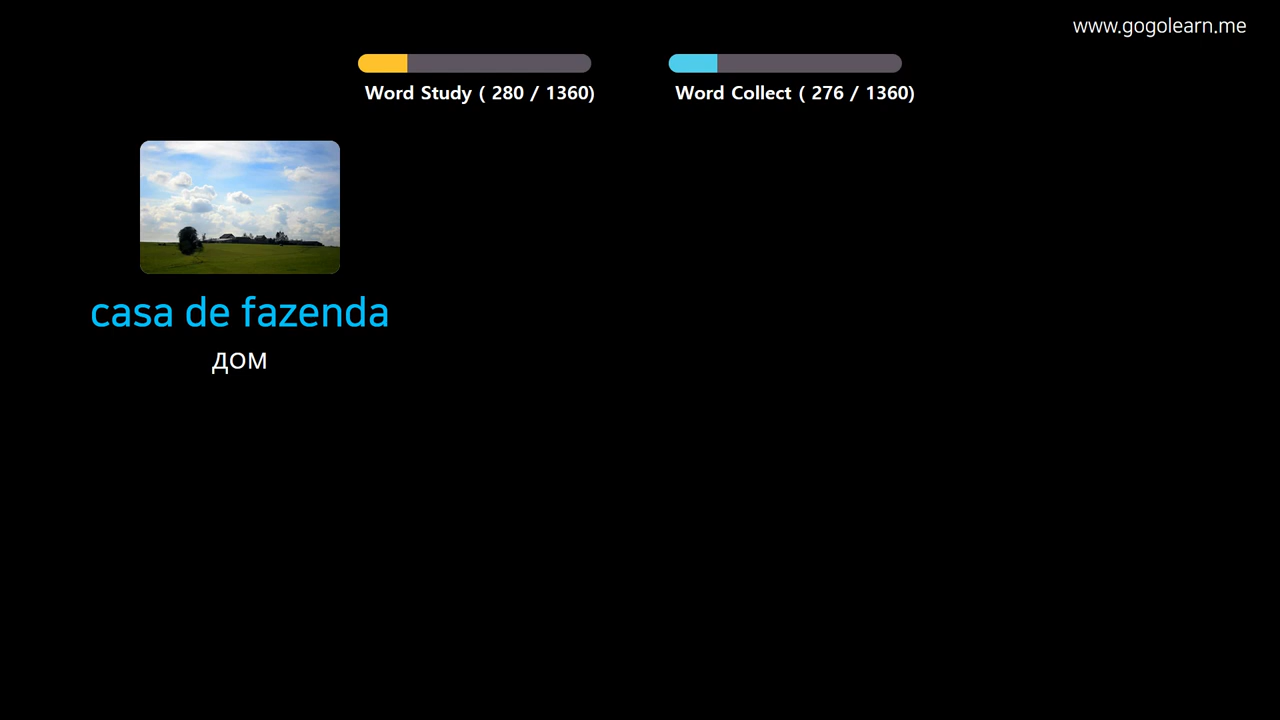 www.gogolearn.me
Word Study ( 280 / 1360)
Word Collect ( 276 / 1360)
casa de fazenda
дом